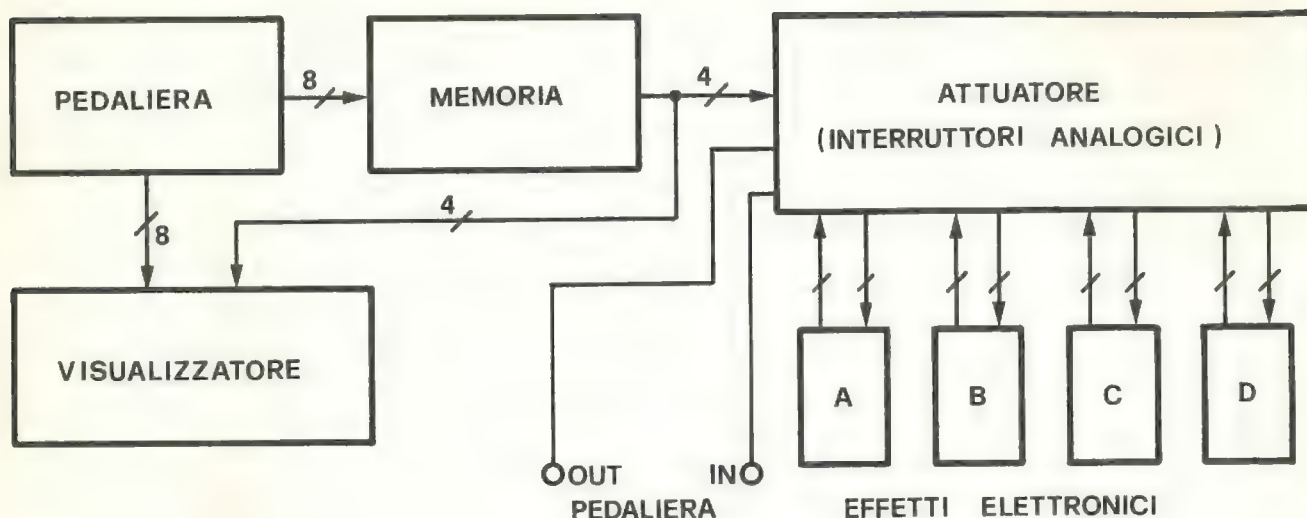 PEDALIERA
8
MEMORIA
4
ATTUATORE
(INTERRUTTORI ANALOGICI)
8
4
VISUALIZZATORE
A
B
C
D
OUT
IN
PEDALIERA
EFFETTI ELETTRONICI